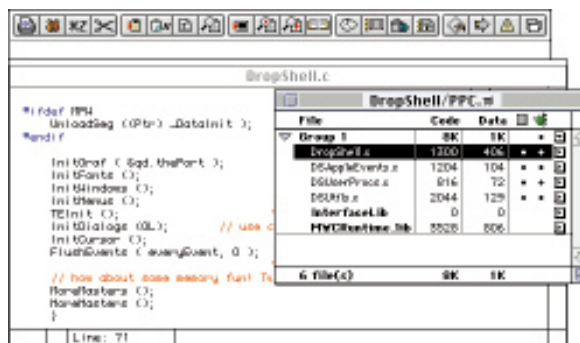 DropShell.c
#ifdef MPW
UnloadSeg ((Ptr) _DataInit );
#endif
InitGraf ( &qd.thePort );
InitFonts ();
InitWindows ();
InitMenus ();
TEInit ();
InitDialogs (0L); // use
InitCursor ();
FlushEvents ( everyEvent, 0 );
// how about some memory fun!
MoreMasters ();
MoreMasters ();
}
Line: 71
DropShell/PPC.π
File Code Data
Group 1 8K 1K
DropShell.c 1300 406
DSAppleEvents.c 1204 104
DSUserProcs.c 816 72
DSUtils.c 2044 129
InterfaceLib 0 0
MWCRuntime.lib 3528 806
6 file(s) 8K 1K